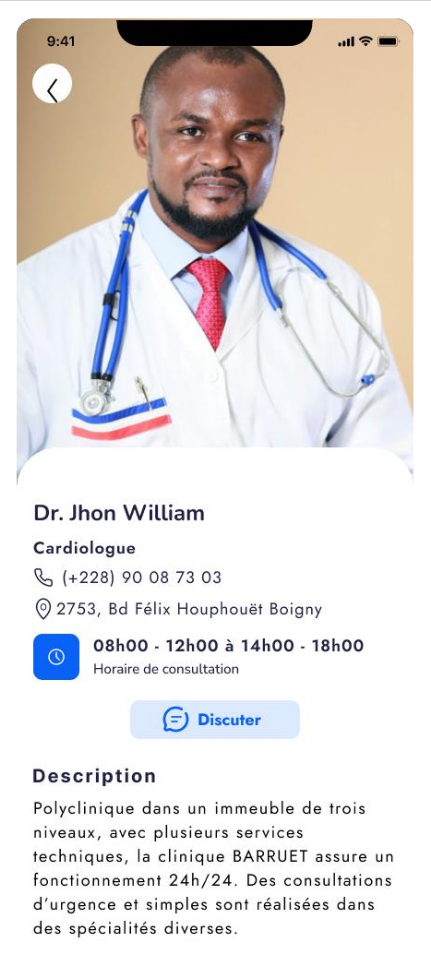 9:41
Dr. Jhon William
Cardiologue
(+228) 90 08 73 03
2753, Bd Félix Houphouët Boigny
08h00 - 12h00 à 14h00 - 18h00
Horaire de consultation
Discuter
Description
Polyclinique dans un immeuble de trois
niveaux, avec plusieurs services
techniques, la clinique BARRUET assure un
fonctionnement 24h/24. Des consultations
d’urgence et simples sont réalisées dans
des spécialités diverses.